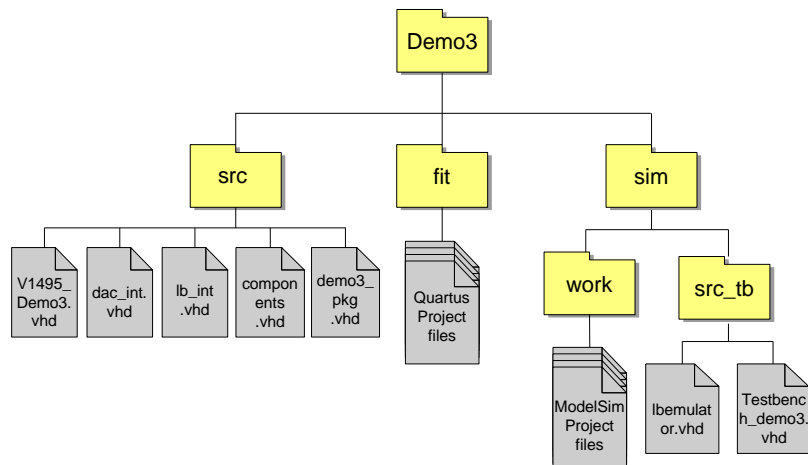 Demo3
src
fit
sim
V1495_
Demo3.
vhd
dac_int.
vhd
lb_int
.vhd
compon
ents
.vhd
demo3_
pkg
.vhd
Quartus
Project
files
work
src_tb
ModelSim
Project
files
lbemulat
or.vhd
Testbenc
h_demo3.
vhd